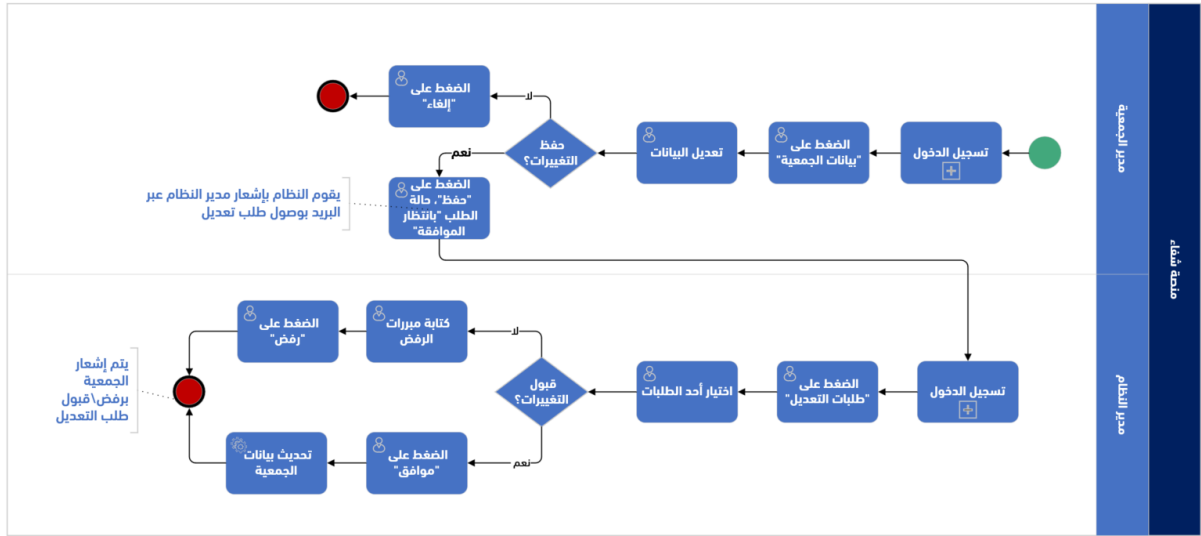 منصة شفاء
مدير الجمعية
تسجيل الدخول
الضغط على
"بيانات الجمعية"
تعديل البيانات
حفظ
التغييرات؟
لا
الضغط على
"إلغاء"
نعم
الضغط على
"حفظ"، حالة
الطلب "بانتظار
الموافقة"
يقوم النظام بإشعار مدير النظام عبر
البريد بوصول طلب تعديل
مدير النظام
تسجيل الدخول
الضغط على
"طلبات التعديل"
اختيار أحد الطلبات
قبول
التغييرات؟
لا
كتابة مبررات
الرفض
الضغط على
"رفض"
نعم
الضغط على
"موافق"
تحديث بيانات
الجمعية
يتم إشعار
الجمعية
برفض\قبول
طلب التعديل